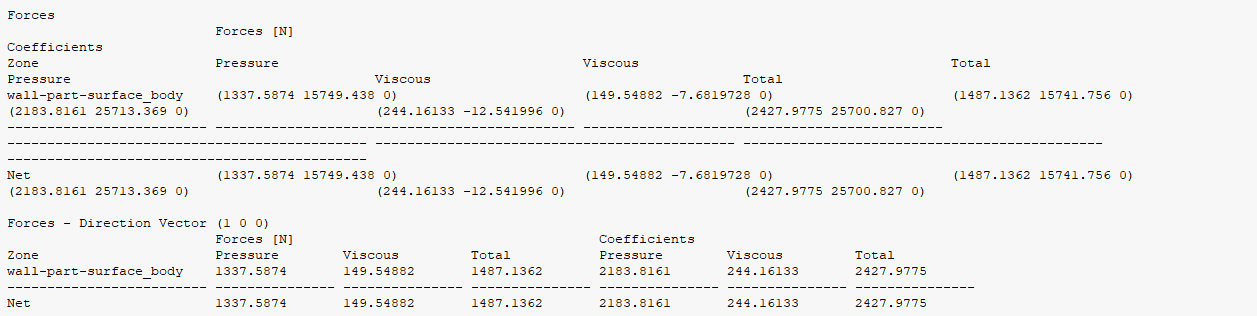 Forces
Forces [N]
Coefficients
Zone Pressure Viscous Total
Pressure Viscous Total
wall-part-surface_body (1337.5874 15749.438 0) (149.54882 -7.6819728 0) (1487.1362 15741.756 0)
(2183.8161 25713.369 0) (244.16133 -12.541996 0) (2427.9775 25700.827 0)
-------------------------- --------------------------------------------- ---------------------------------------------
--------------------------------------------- --------------------------------------------- ---------------------------------------------
---------------------------------------------
Net (1337.5874 15749.438 0) (149.54882 -7.6819728 0) (1487.1362 15741.756 0)
(2183.8161 25713.369 0) (244.16133 -12.541996 0) (2427.9775 25700.827 0)
Forces - Direction Vector (1 0 0)
Forces [N] Coefficients
Zone Pressure Viscous Total Pressure Viscous Total
wall-part-surface_body 1337.5874 149.54882 1487.1362 2183.8161 244.16133 2427.9775
------------------------- --------------- --------------- --------------- --------------- --------------- ---------------
Net 1337.5874 149.54882 1487.1362 2183.8161 244.16133 2427.9775